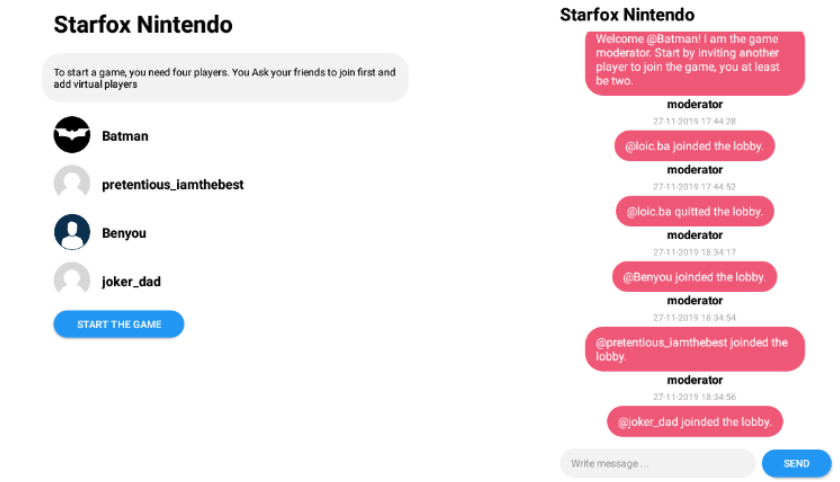 Starfox Nintendo
To start a game, you need four players. You Ask your friends to join first and
add virtual players
Batman
pretentious_iamthebest
Benyou
joker_dad
START THE GAME
Starfox Nintendo
Welcome @Batman! I am the game
moderator. Start by inviting another
player to join the game, you at least
be two.
moderator
27-11-2019 17:44:28
@loic.ba joinded the lobby.
moderator
27-11-2019 17:44:52
@loic.ba quitted the lobby.
moderator
27-11-2019 18:34:17
@Benyou joinded the lobby.
moderator
27-11-2019 18:34:54
@pretentious_iamthebest joinded the
lobby.
moderator
27-11-2019 18:34:56
@joker_dad joinded the lobby.
Write message ...
SEND